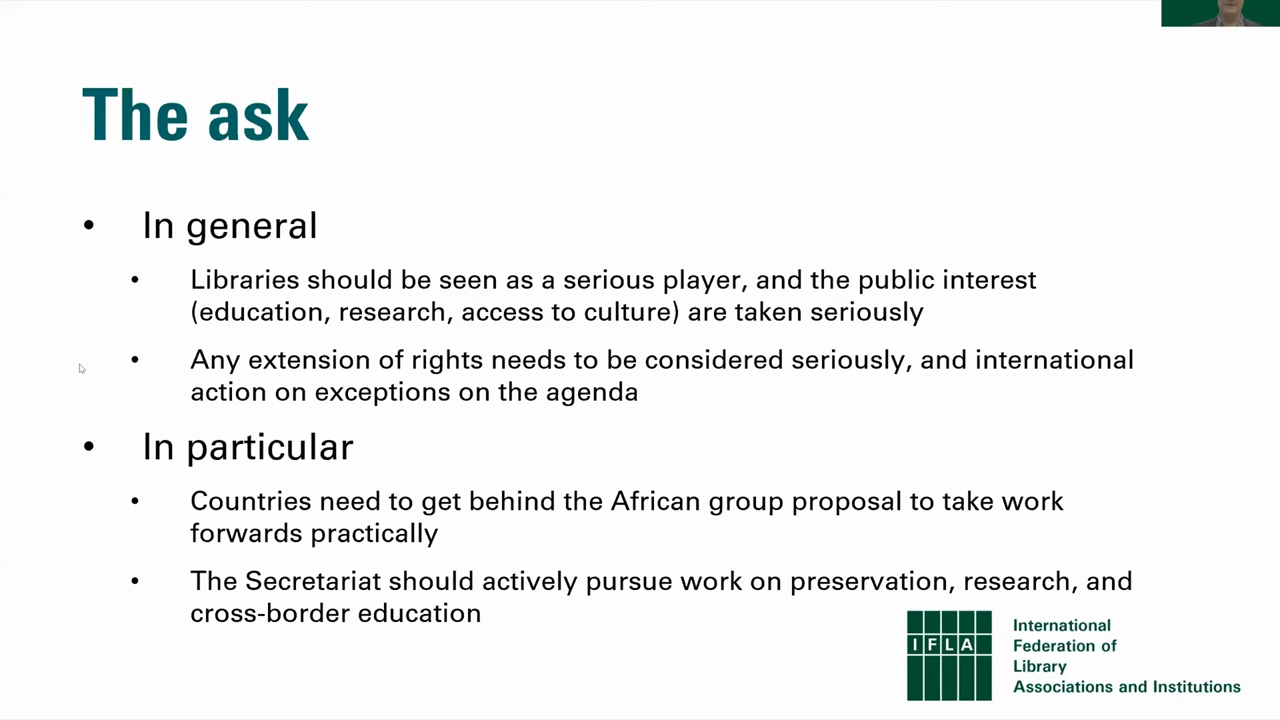 The ask
• In general
• Libraries should be seen as a serious player, and the public interest
(education, research, access to culture) are taken seriously
• Any extension of rights needs to be considered seriously, and international
action on exceptions on the agenda
• In particular
• Countries need to get behind the African group proposal to take work
forwards practically
• The Secretariat should actively pursue work on preservation, research, and
cross-border education
IFLA
International
Federation of
Library
Associations and Institutions